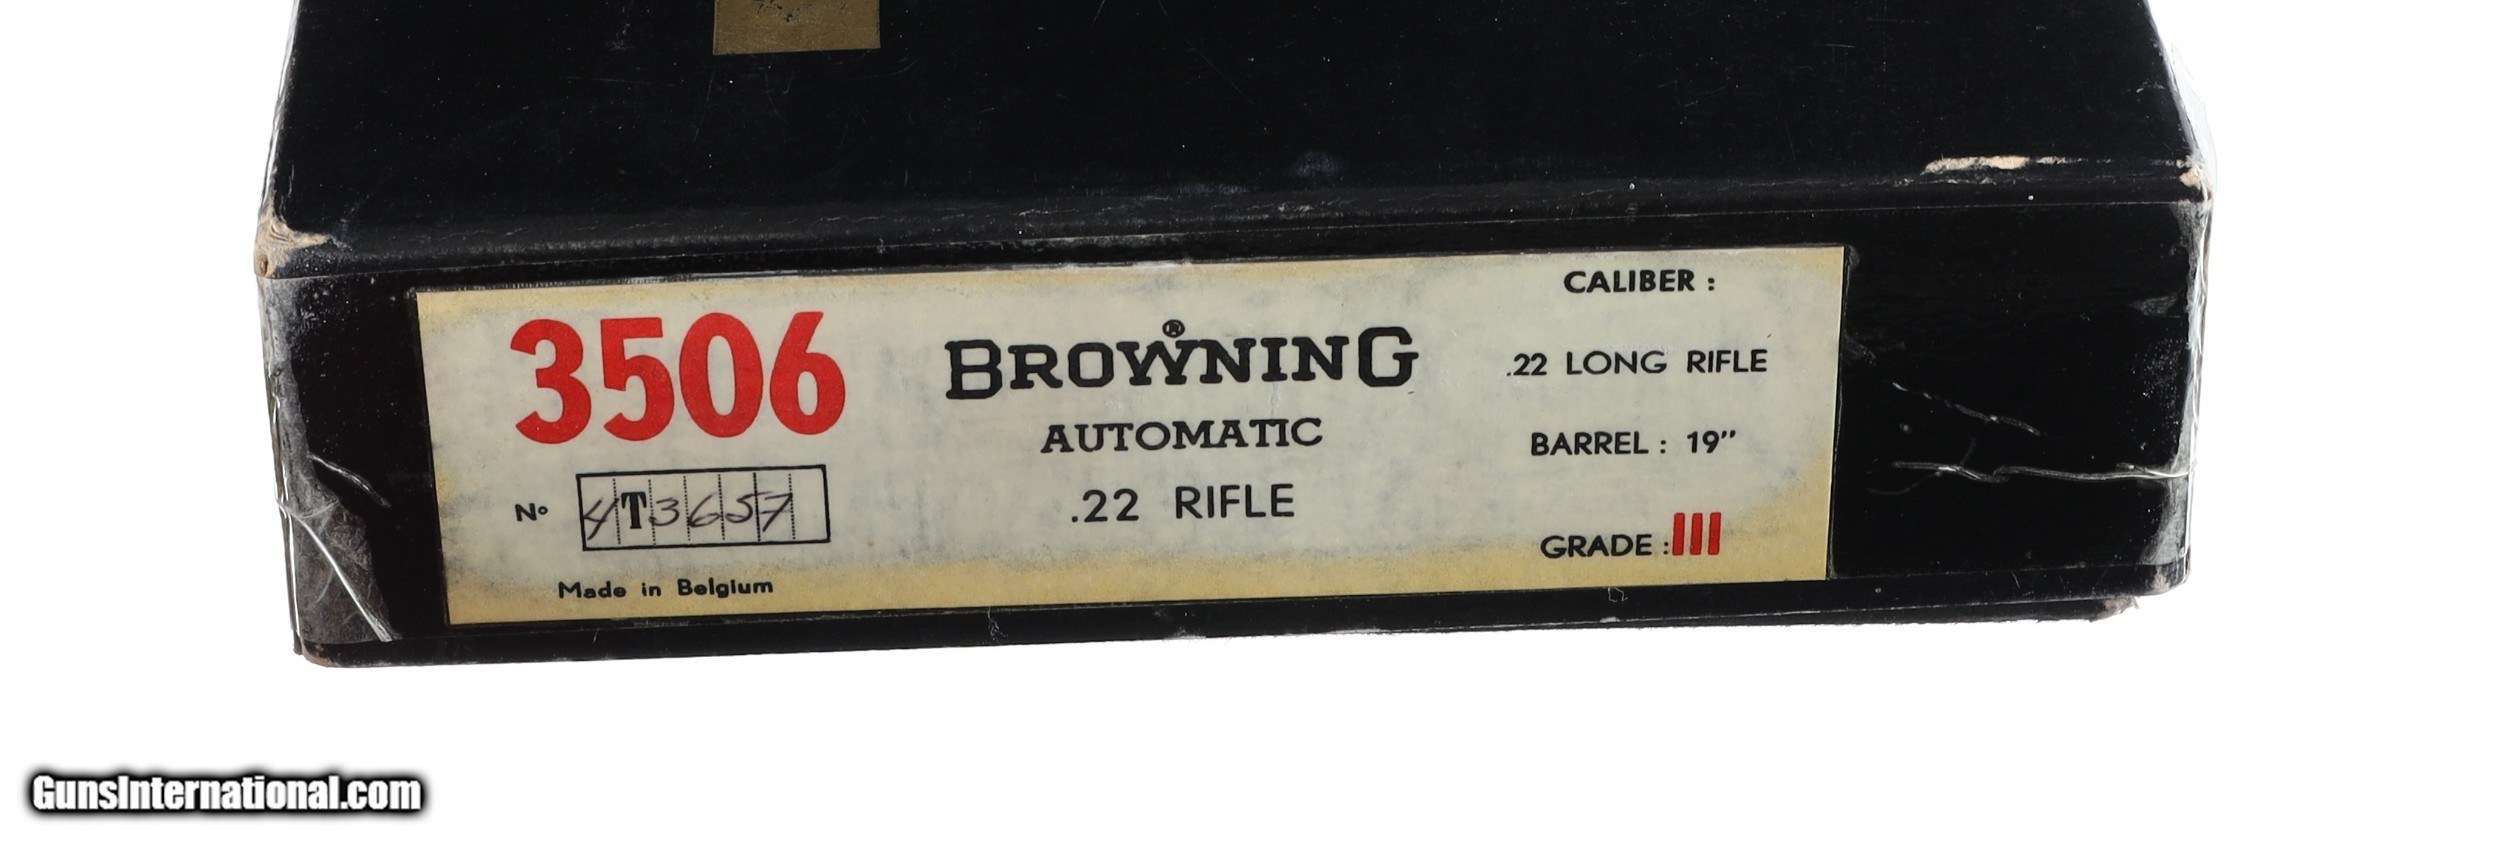 3506
BROWNING®
AUTOMATIC
.22 RIFLE
CALIBER :
.22 LONG RIFLE
BARREL : 19"
GRADE : III
Nº 4T3657
Made in Belgium
GunsInternational.com